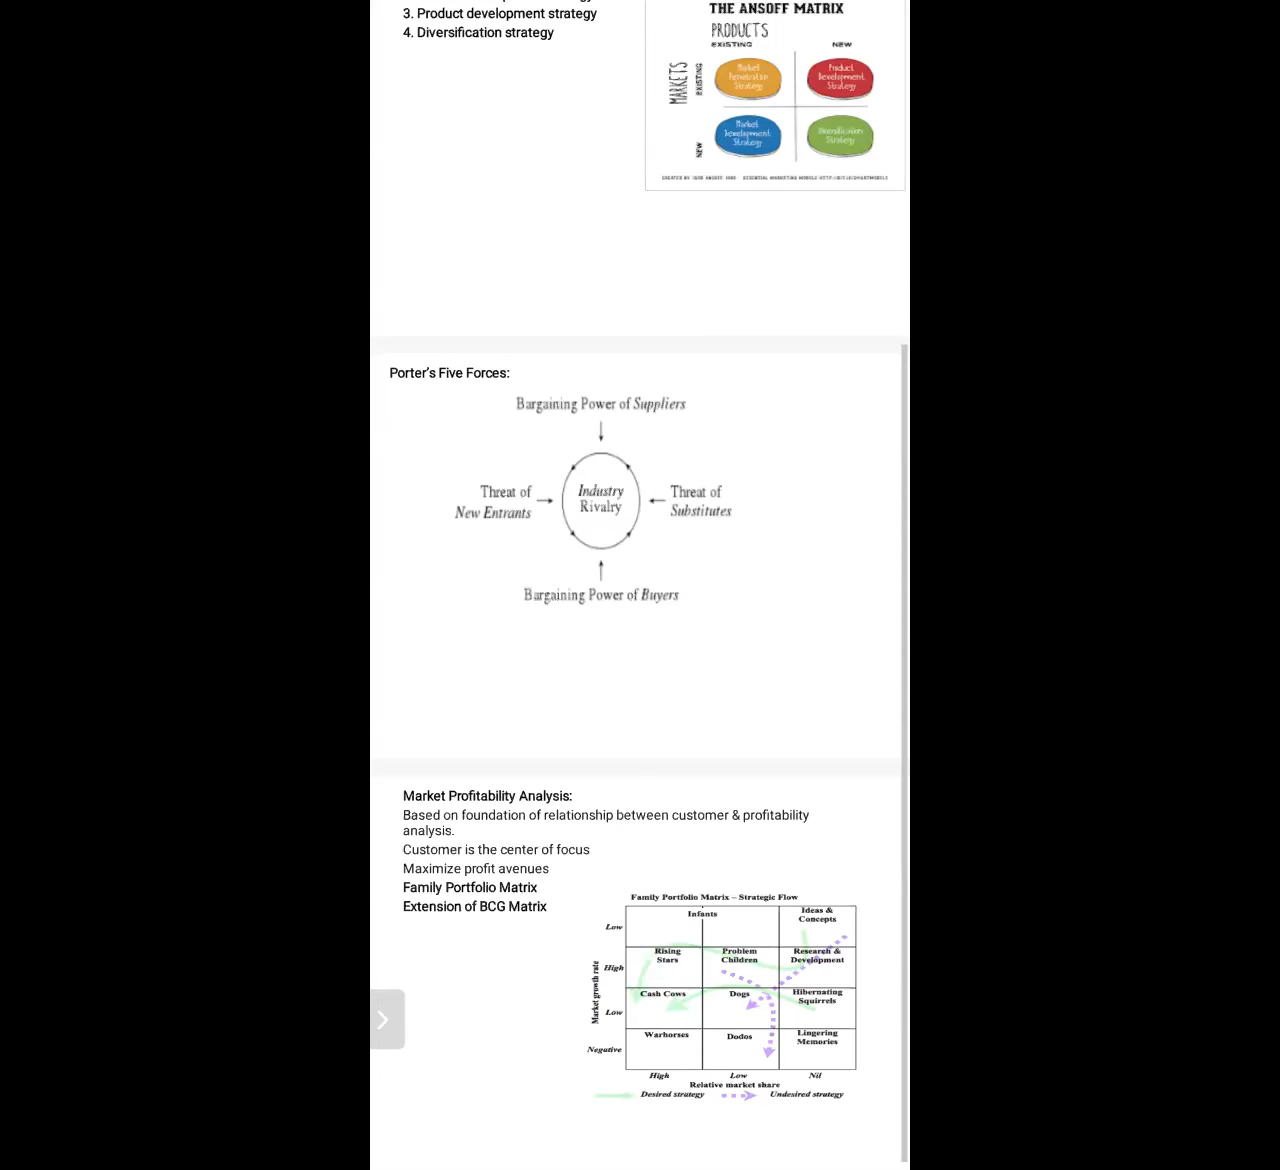 3. Product development strategy
4. Diversification strategy
THE ANSOFF MATRIX
PRODUCTS
EXISTING NEW
MARKETS
EXISTING
Market
Penetration
Strategy
Product
Development
Strategy
NEW
Market
Development
Strategy
Diversification
Strategy
Porter's Five Forces:
Bargaining Power of Suppliers
Threat of
New Entrants
Industry
Rivalry
Threat of
Substitutes
Bargaining Power of Buyers
Market Profitability Analysis:
Based on foundation of relationship between customer & profitability
analysis.
Customer is the center of focus
Maximize profit avenues
Family Portfolio Matrix
Extension of BCG Matrix
Family Portfolio Matrix – Strategic Flow
Market growth rate
Low
Infants
Ideas &
Concepts
High
Rising
Stars
Problem
Children
Research &
Development
Low
Cash Cows
Dogs
Hibernating
Squirrels
Negative
Warhorses
Dodos
Lingering
Memories
High Low Nil
Relative market share
Desired strategy Undesired strategy